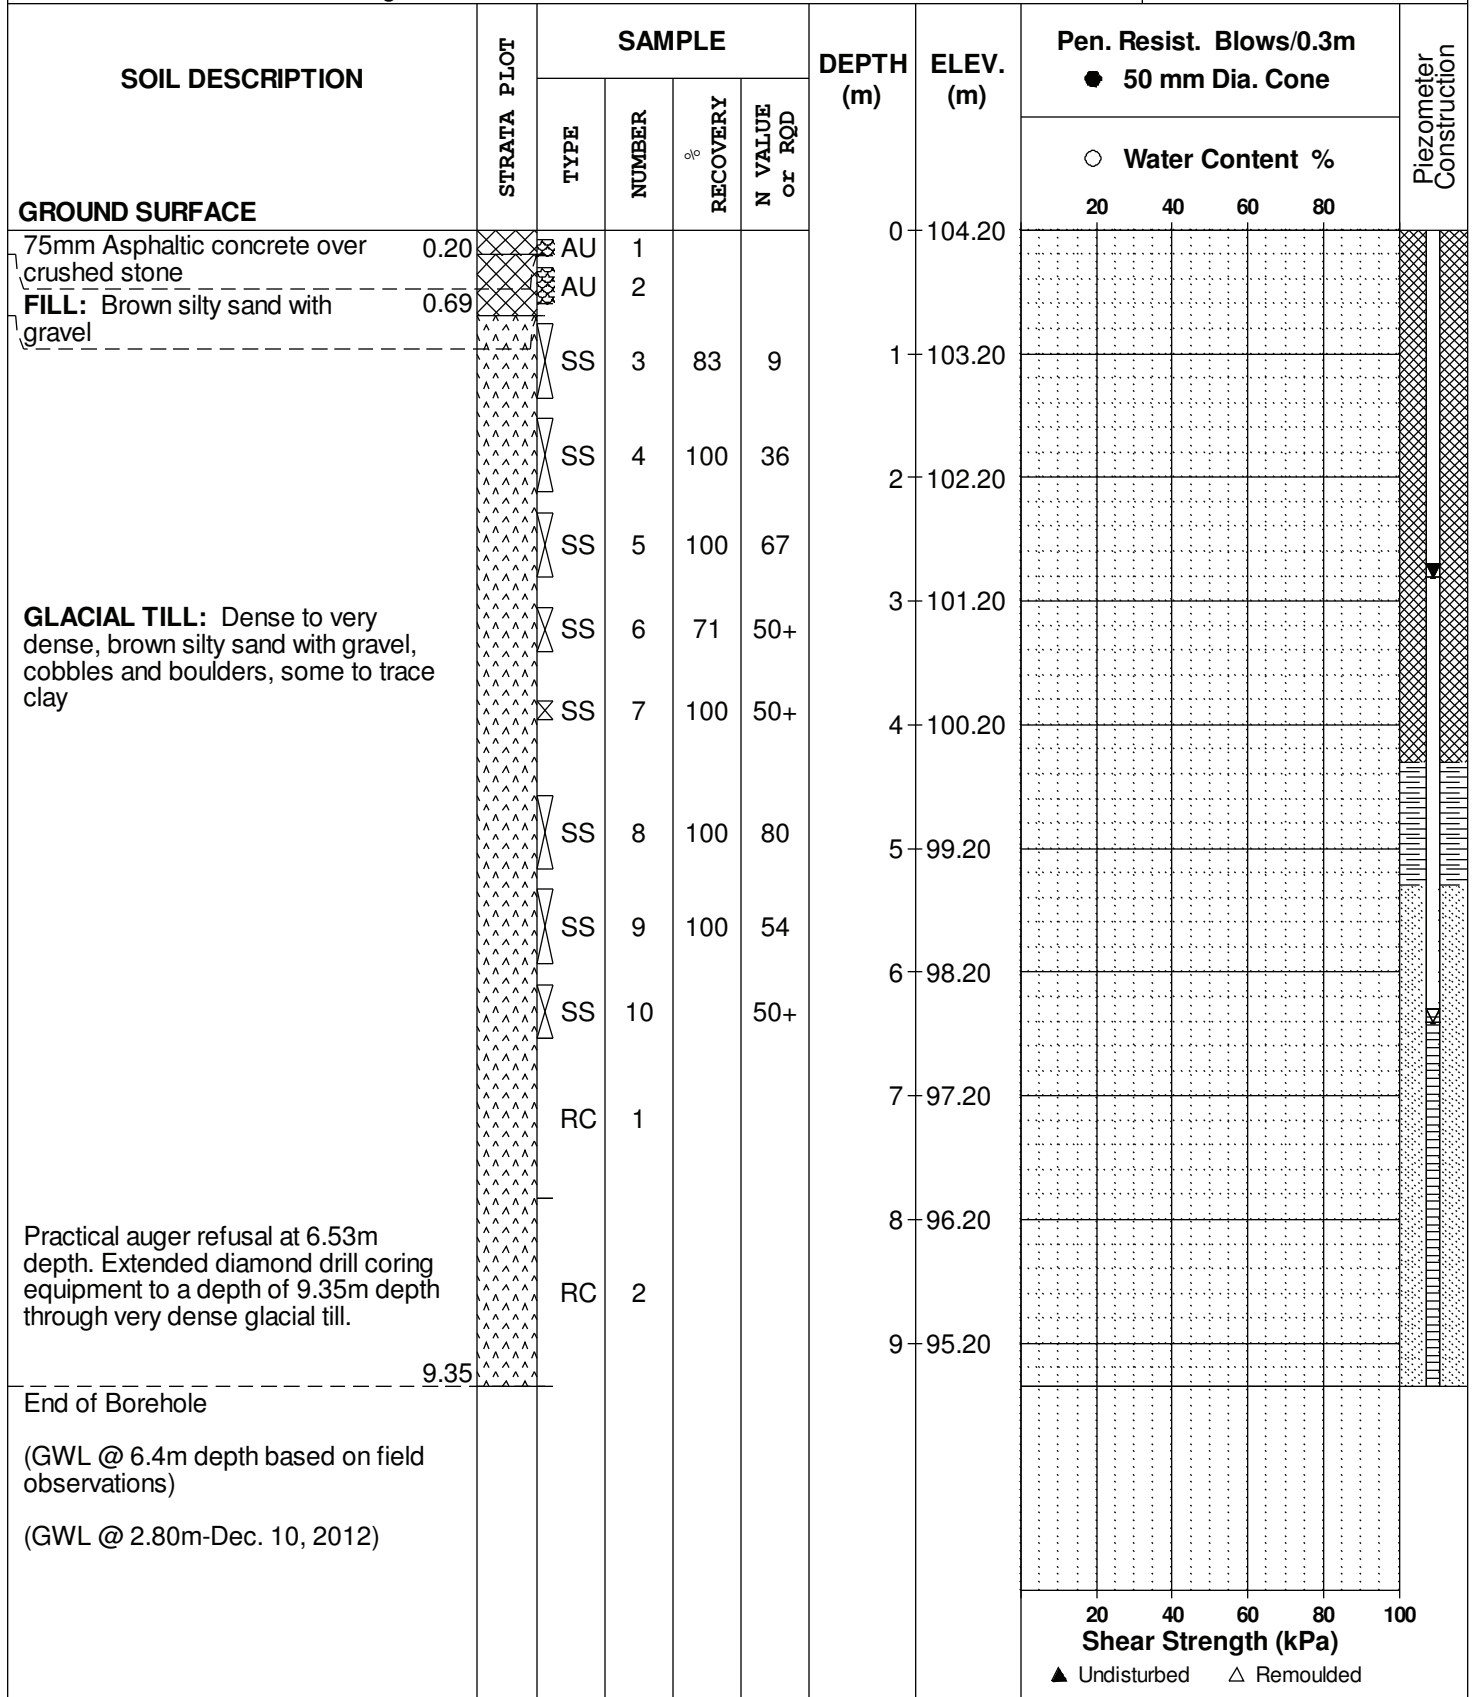 SOIL DESCRIPTION
GROUND SURFACE
STRATA PLOT
SAMPLE
TYPE
NUMBER
% RECOVERY
N VALUE
or RQD
DEPTH
(m)
ELEV.
(m)
Pen. Resist. Blows/0.3m
● 50 mm Dia. Cone
○ Water Content %
20 40 60 80
Piezometer
Construction
0 104.20
75mm Asphaltic concrete over 0.20
crushed stone
AU 1
FILL: Brown silty sand with 0.69
gravel
AU 2
SS 3 83 9
1 103.20
SS 4 100 36
2 102.20
SS 5 100 67
3 101.20
GLACIAL TILL: Dense to very
dense, brown silty sand with gravel,
cobbles and boulders, some to trace
clay
SS 6 71 50+
SS 7 100 50+
4 100.20
SS 8 100 80
5 99.20
SS 9 100 54
6 98.20
SS 10 50+
7 97.20
RC 1
8 96.20
Practical auger refusal at 6.53m
depth. Extended diamond drill coring
equipment to a depth of 9.35m depth
through very dense glacial till.
RC 2
9 95.20
9.35
End of Borehole
(GWL @ 6.4m depth based on field
observations)
(GWL @ 2.80m-Dec. 10, 2012)
20 40 60 80 100
Shear Strength (kPa)
▲ Undisturbed △ Remoulded